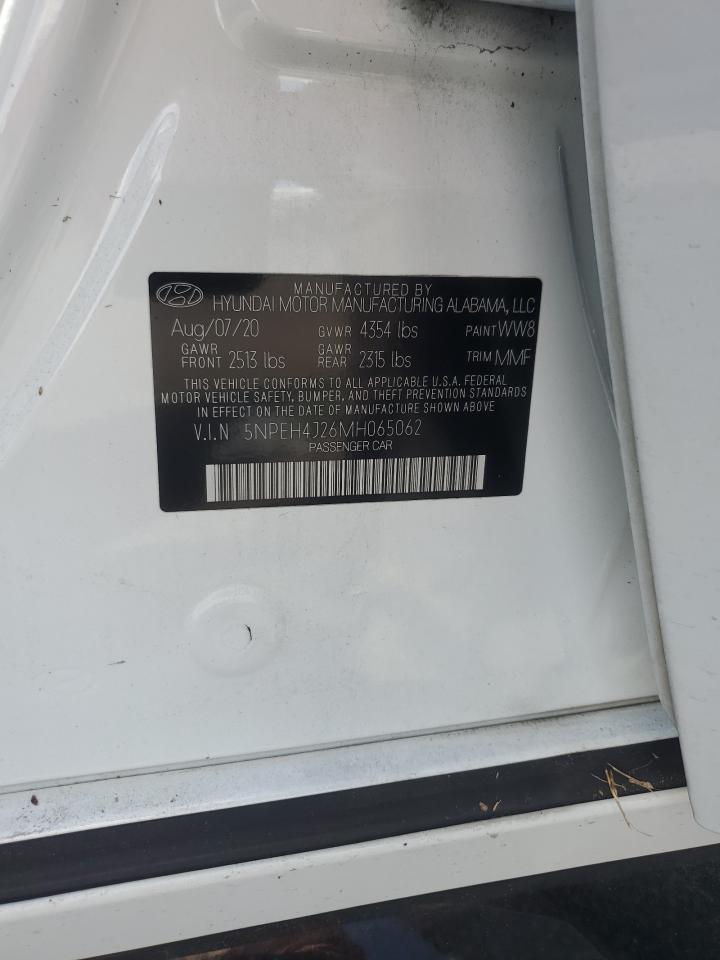 MANUFACTURED BY
HYUNDAI MOTOR MANUFACTURING ALABAMA, LLC
Aug/07/20 GVWR 4354 lbs PAINT WW8
GAWR FRONT 2513 lbs GAWR REAR 2315 lbs TRIM MMF
THIS VEHICLE CONFORMS TO ALL APPLICABLE U.S.A. FEDERAL
MOTOR VEHICLE SAFETY, BUMPER, AND THEFT PREVENTION STANDARDS
IN EFFECT ON THE DATE OF MANUFACTURE SHOWN ABOVE
V.I.N 5NPEH4J26MH065062
PASSENGER CAR